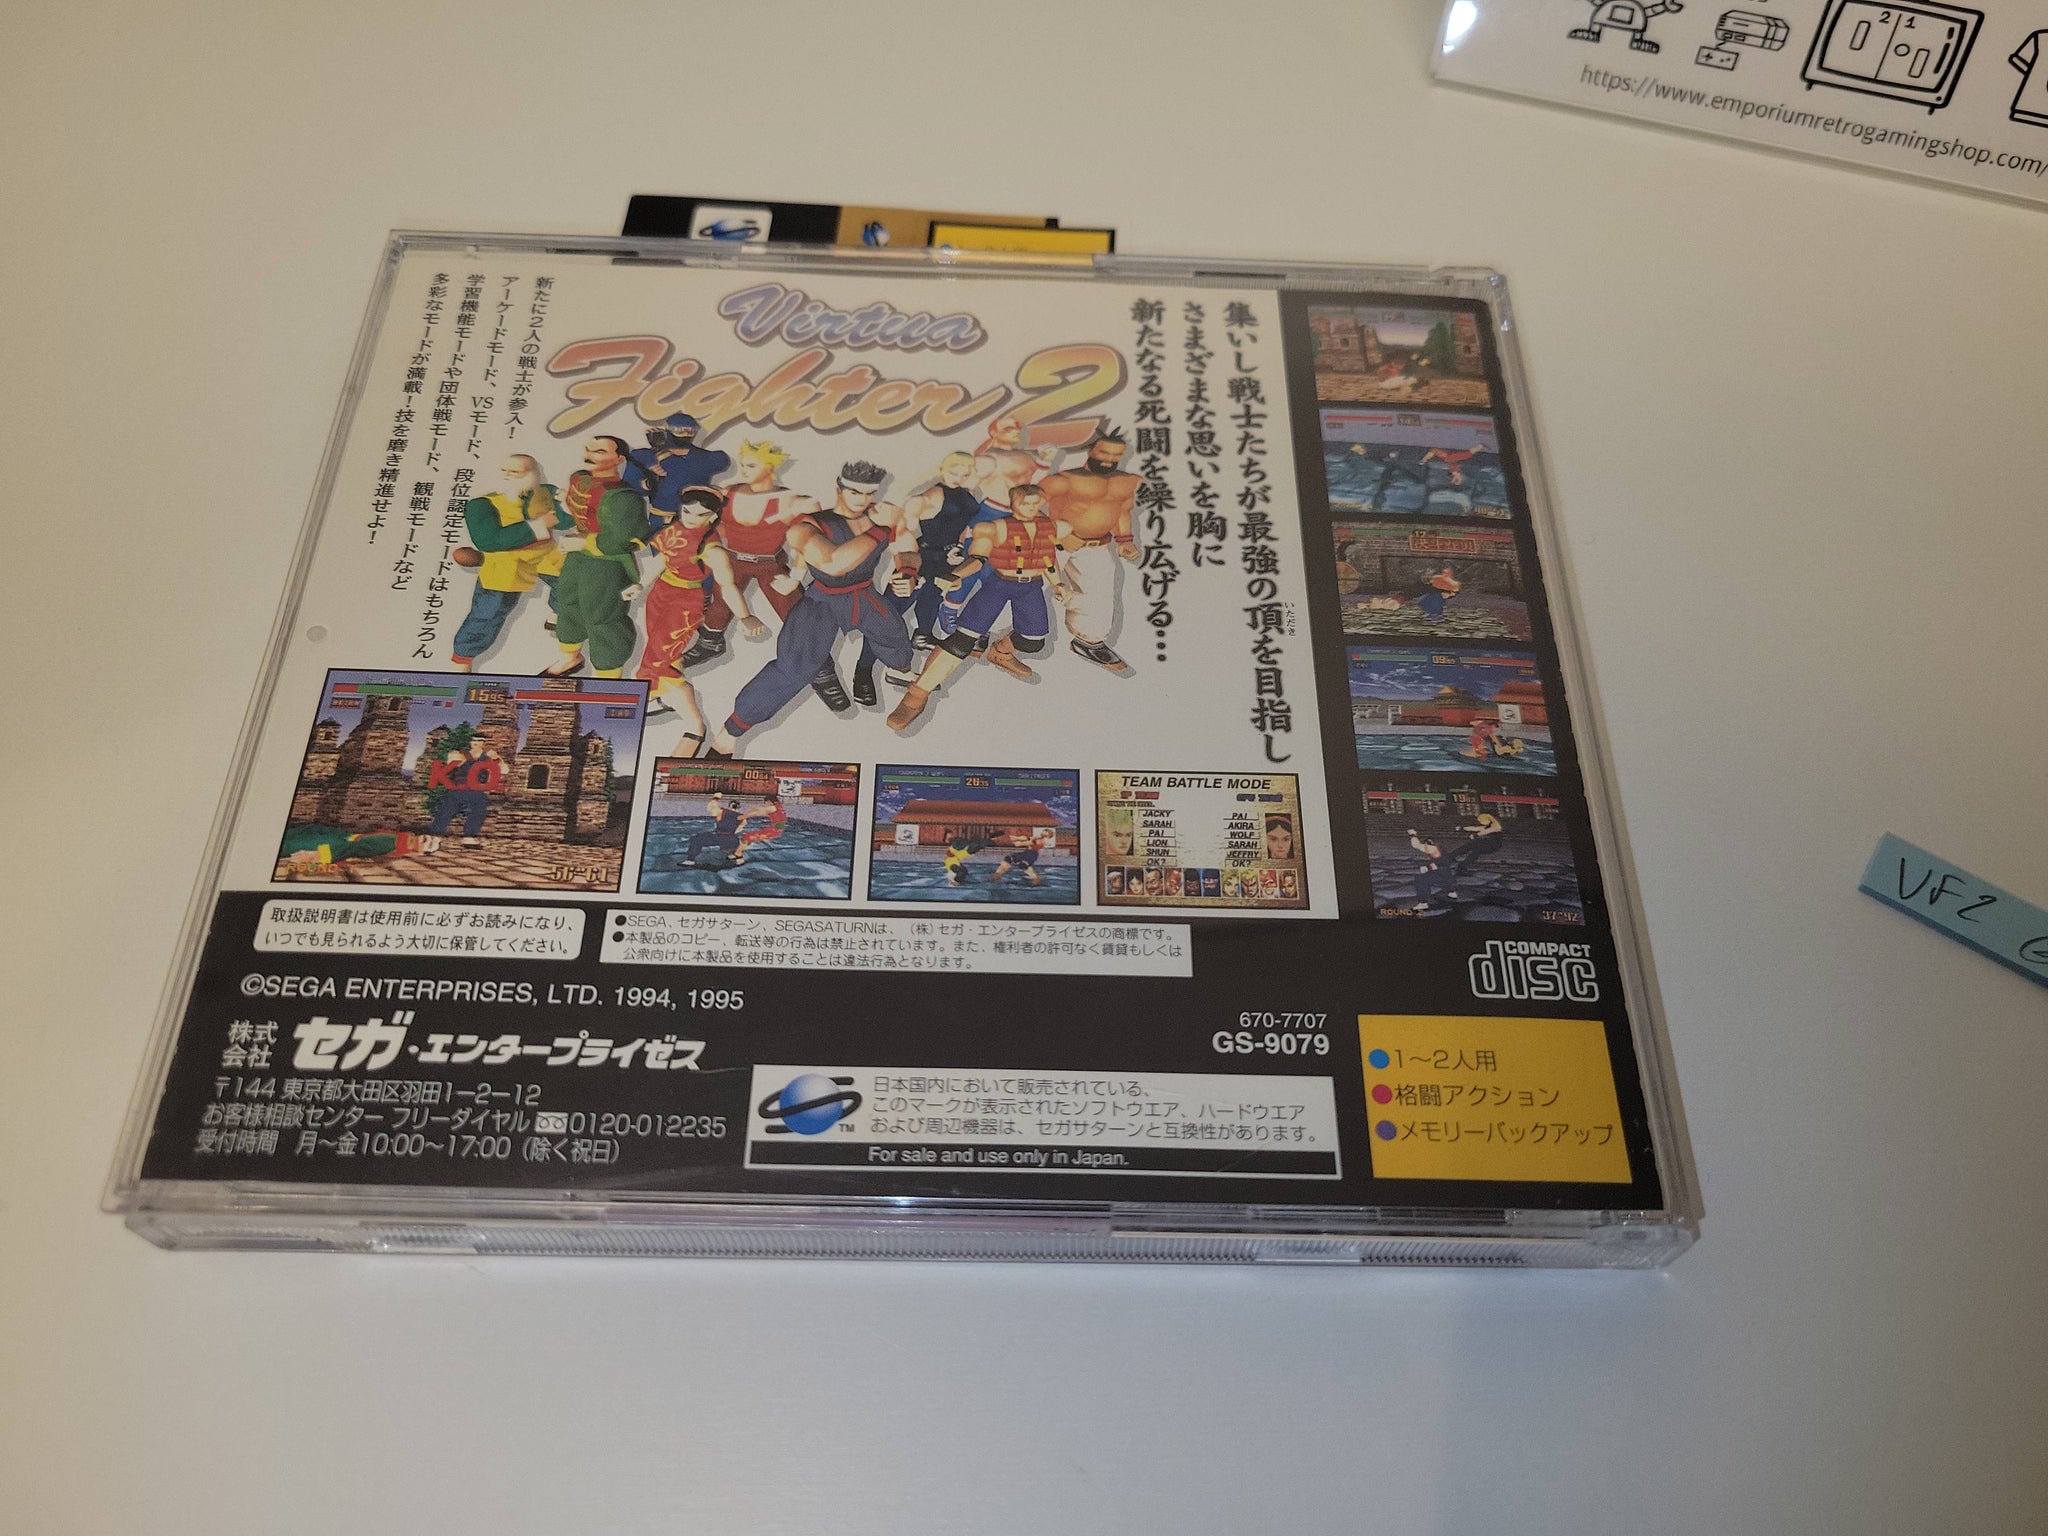 https://www.emporiumretrogamingshop.com/
VF2
Virtua
Fighter 2
集いし戦士たちが最強の頂を目指し
いただき
さまざまな思いを胸に
新たなる死闘を繰り広げる…
新たに2人の戦士が参入!
アーケードモード、VSモード、段位認定モードはもちろん
学習機能モードや団体戦モード、観戦モードなど
多彩なモードが満載!技を磨き精進せよ!
K.O.
TEAM BATTLE MODE
JACKY
SARAH
PAI
LION
SHUN
OK?
PAI
AKIRA
WOLF
SARAH
JEFFRY
OK?
取扱説明書は使用前に必ずお読みになり、
いつでも見られるよう大切に保管してください。
●SEGA、セガサターン、SEGASATURNは、(株)セガ・エンタープライゼスの商標です。
●本製品のコピー、転送等の行為は禁止されています。また、権利者の許可なく賃貸もしくは
公衆向けに本製品を使用することは違法行為となります。
©SEGA ENTERPRISES, LTD. 1994, 1995
株式会社 セガ・エンタープライゼス
〒144 東京都大田区羽田1-2-12
お客様相談センター フリーダイヤル 0120-012235
受付時間 月〜金10:00〜17:00(除く祝日)
COMPACT
disc
670-7707
GS-9079
日本国内において販売されている、
このマークが表示されたソフトウエア、ハードウエア
および周辺機器は、セガサターンと互換性があります。
TM
For sale and use only in Japan.
●1〜2人用
●格闘アクション
●メモリーバックアップ